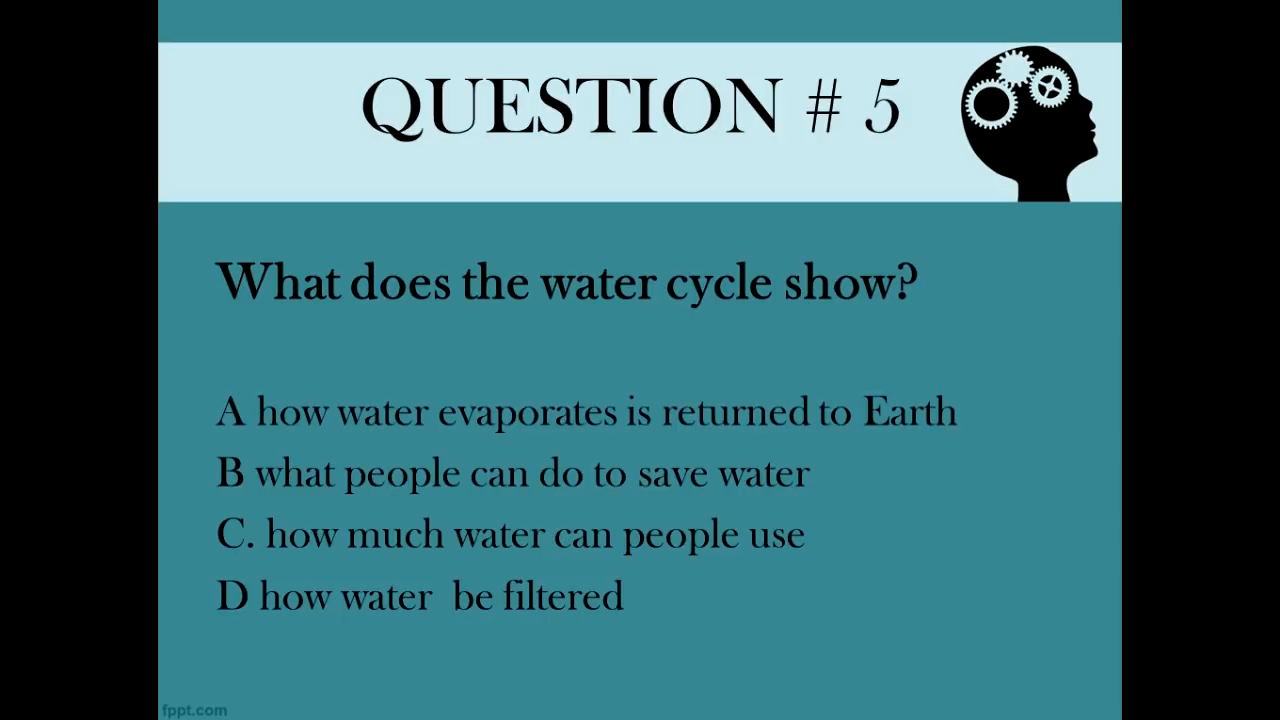 QUESTION # 5
What does the water cycle show?
A how water evaporates is returned to Earth
B what people can do to save water
C. how much water can people use
D how water  be filtered
fppt.com